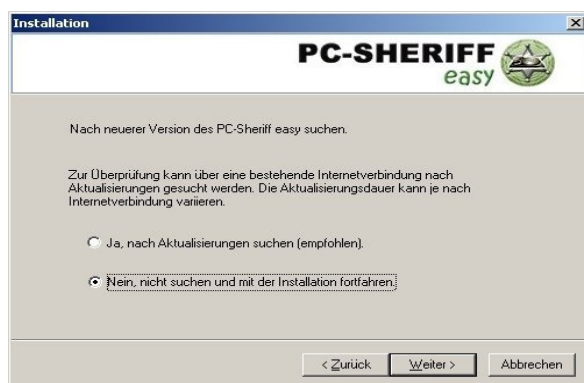 Installation
PC-SHERIFF
easy
Nach neuerer Version des PC-Sheriff easy suchen.
Zur Überprüfung kann über eine bestehende Internetverbindung nach
Aktualisierungen gesucht werden. Die Aktualisierungsdauer kann je nach
Internetverbindung variieren.
Ja, nach Aktualisierungen suchen (empfohlen).
Nein, nicht suchen und mit der Installation fortfahren.
< Zurück Weiter > Abbrechen